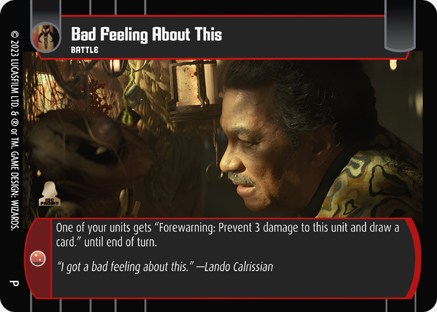 Bad Feeling About This
BATTLE
© 2023 LUCASFILM LTD. & ® or TM. GAME DESIGN: WIZARDS.
One of your units gets “Forewarning: Prevent 3 damage to this unit and draw a
card.” until end of turn.
“I got a bad feeling about this.” —Lando Calrissian
P